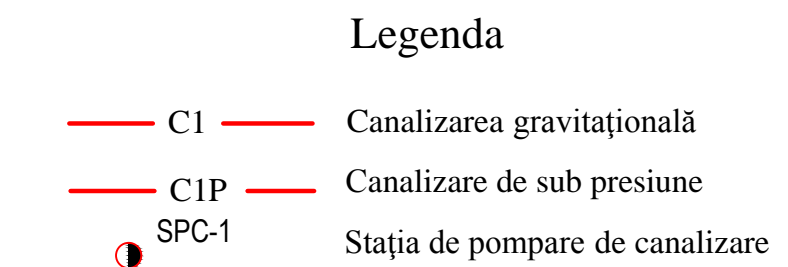 Legenda
C1 Canalizarea gravitaţională
C1P Canalizare de sub presiune
SPC-1 Staţia de pompare de canalizare